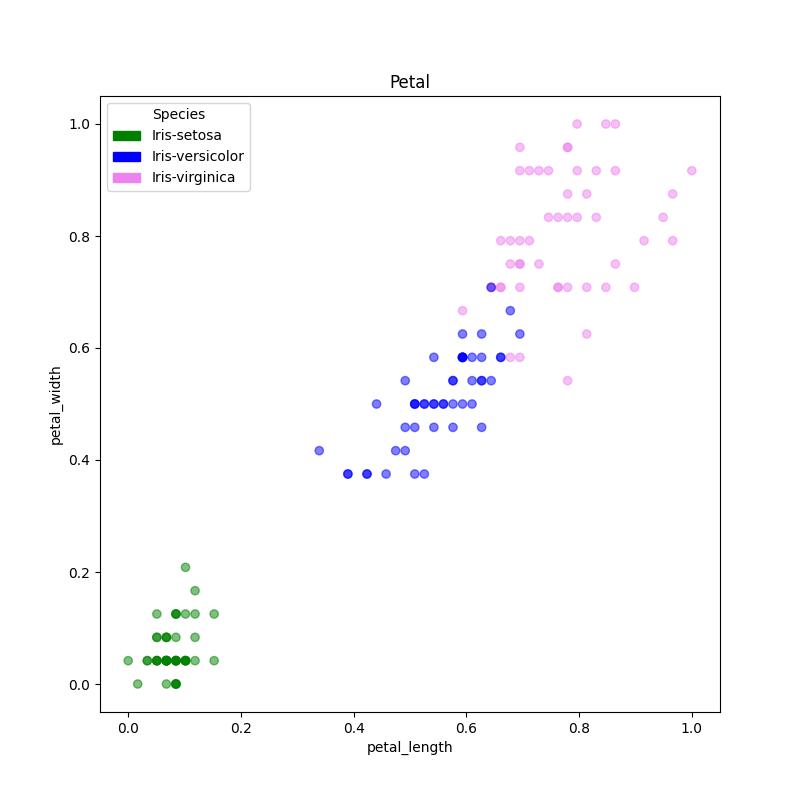 Petal
Species
Iris-setosa
Iris-versicolor
Iris-virginica
1.0
0.8
0.6
0.4
0.2
0.0
petal_width
0.0 0.2 0.4 0.6 0.8 1.0
petal_length